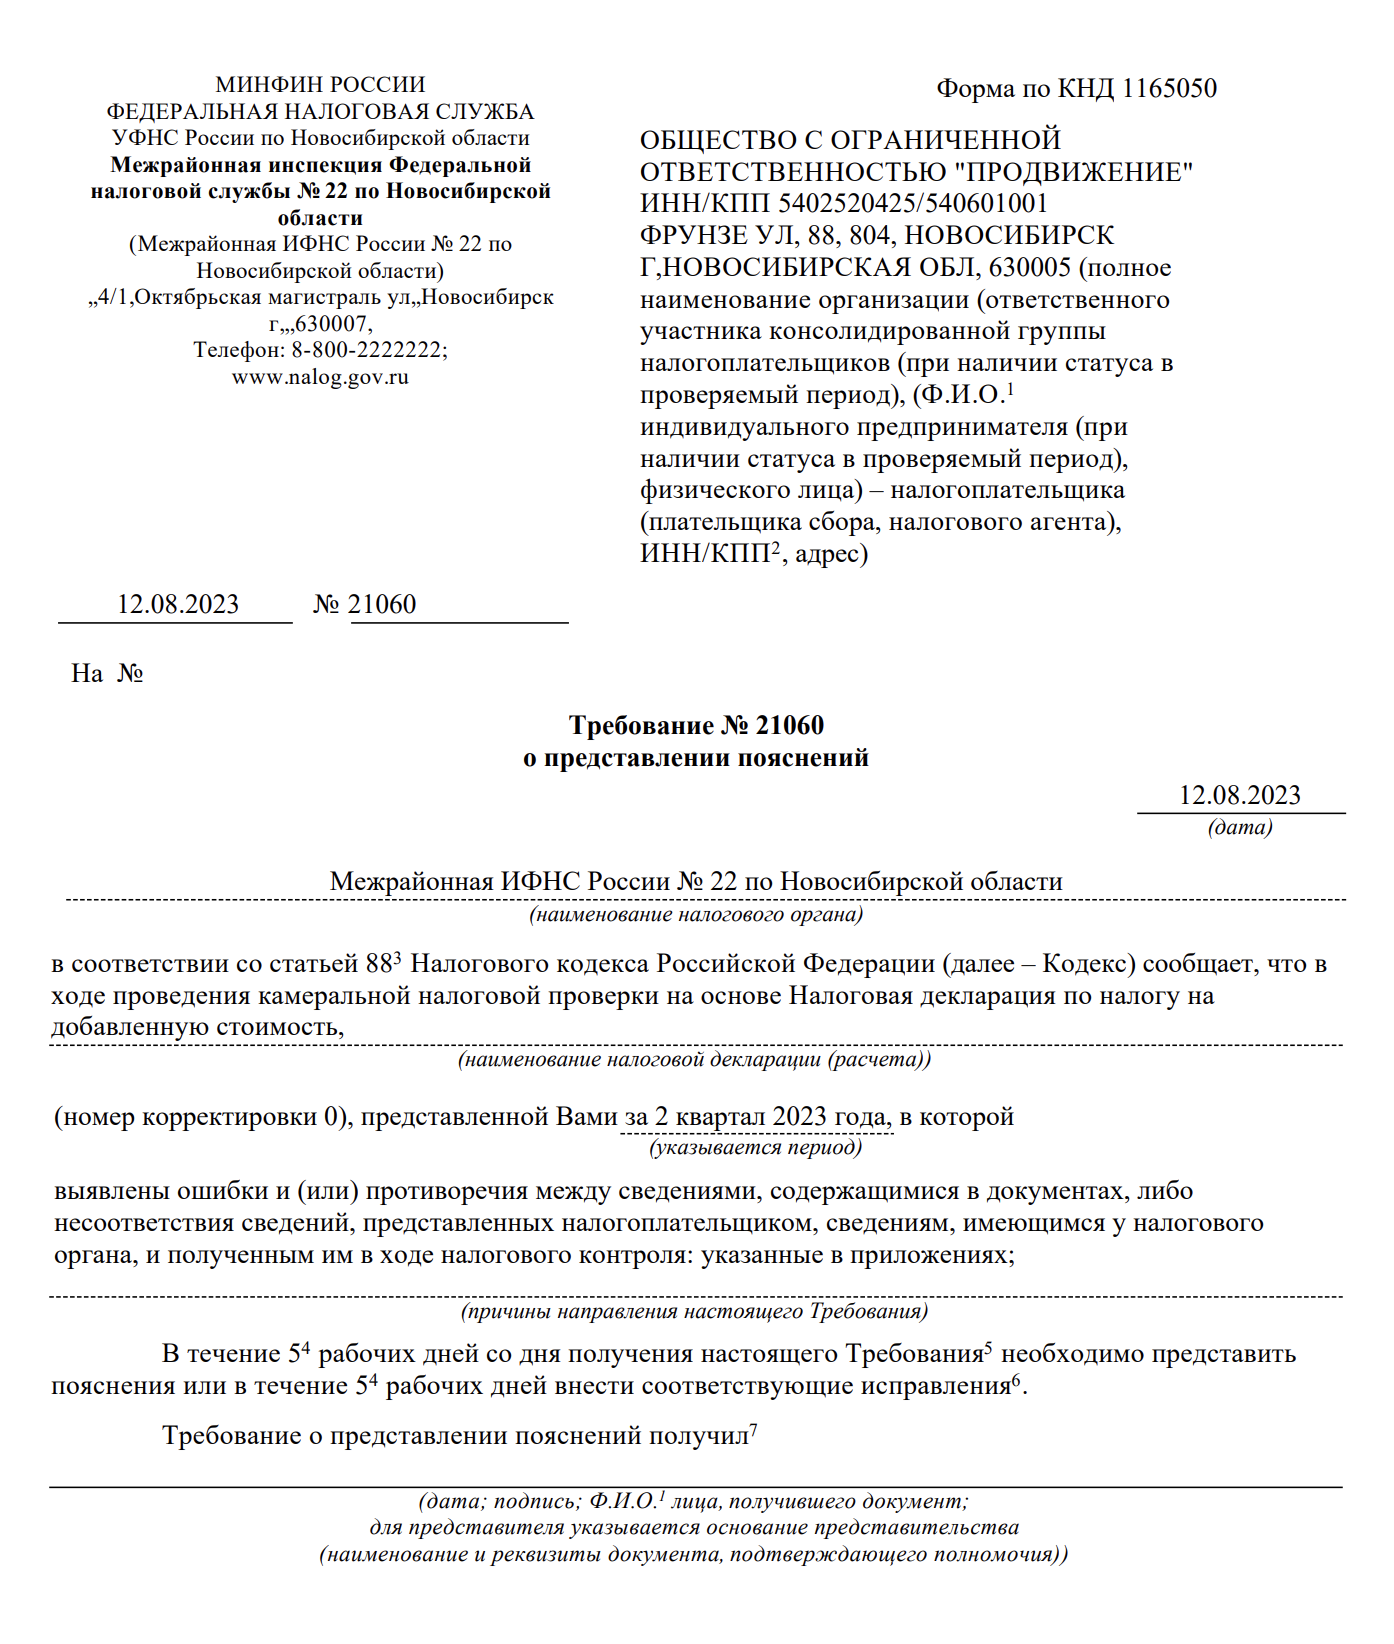 МИНФИН РОССИИ
ФЕДЕРАЛЬНАЯ НАЛОГОВАЯ СЛУЖБА
УФНС России по Новосибирской области
Межрайонная инспекция Федеральной
налоговой службы № 22 по Новосибирской
области
(Межрайонная ИФНС России № 22 по
Новосибирской области)
,,4/1,Октябрьская магистраль ул,,Новосибирск
г,,,630007,
Телефон: 8-800-2222222;
www.nalog.gov.ru
Форма по КНД 1165050
ОБЩЕСТВО С ОГРАНИЧЕННОЙ
ОТВЕТСТВЕННОСТЬЮ "ПРОДВИЖЕНИЕ"
ИНН/КПП 5402520425/540601001
ФРУНЗЕ УЛ, 88, 804, НОВОСИБИРСК
Г,НОВОСИБИРСКАЯ ОБЛ, 630005 (полное
наименование организации (ответственного
участника консолидированной группы
налогоплательщиков (при наличии статуса в
проверяемый период), (Ф.И.О.¹
индивидуального предпринимателя (при
наличии статуса в проверяемый период),
физического лица) – налогоплательщика
(плательщика сбора, налогового агента),
ИНН/КПП², адрес)
12.08.2023 № 21060
На №
Требование № 21060
о представлении пояснений
12.08.2023
(дата)
Межрайонная ИФНС России № 22 по Новосибирской области
(наименование налогового органа)
в соответствии со статьей 88³ Налогового кодекса Российской Федерации (далее – Кодекс) сообщает, что в
ходе проведения камеральной налоговой проверки на основе Налоговая декларация по налогу на
добавленную стоимость,
(наименование налоговой декларации (расчета))
(номер корректировки 0), представленной Вами за 2 квартал 2023 года, в которой
(указывается период)
выявлены ошибки и (или) противоречия между сведениями, содержащимися в документах, либо
несоответствия сведений, представленных налогоплательщиком, сведениям, имеющимся у налогового
органа, и полученным им в ходе налогового контроля: указанные в приложениях;
(причины направления настоящего Требования)
В течение 5⁴ рабочих дней со дня получения настоящего Требования⁵ необходимо представить
пояснения или в течение 5⁴ рабочих дней внести соответствующие исправления⁶.
Требование о представлении пояснений получил⁷
(дата; подпись; Ф.И.О.¹ лица, получившего документ;
для представителя указывается основание представительства
(наименование и реквизиты документа, подтверждающего полномочия))